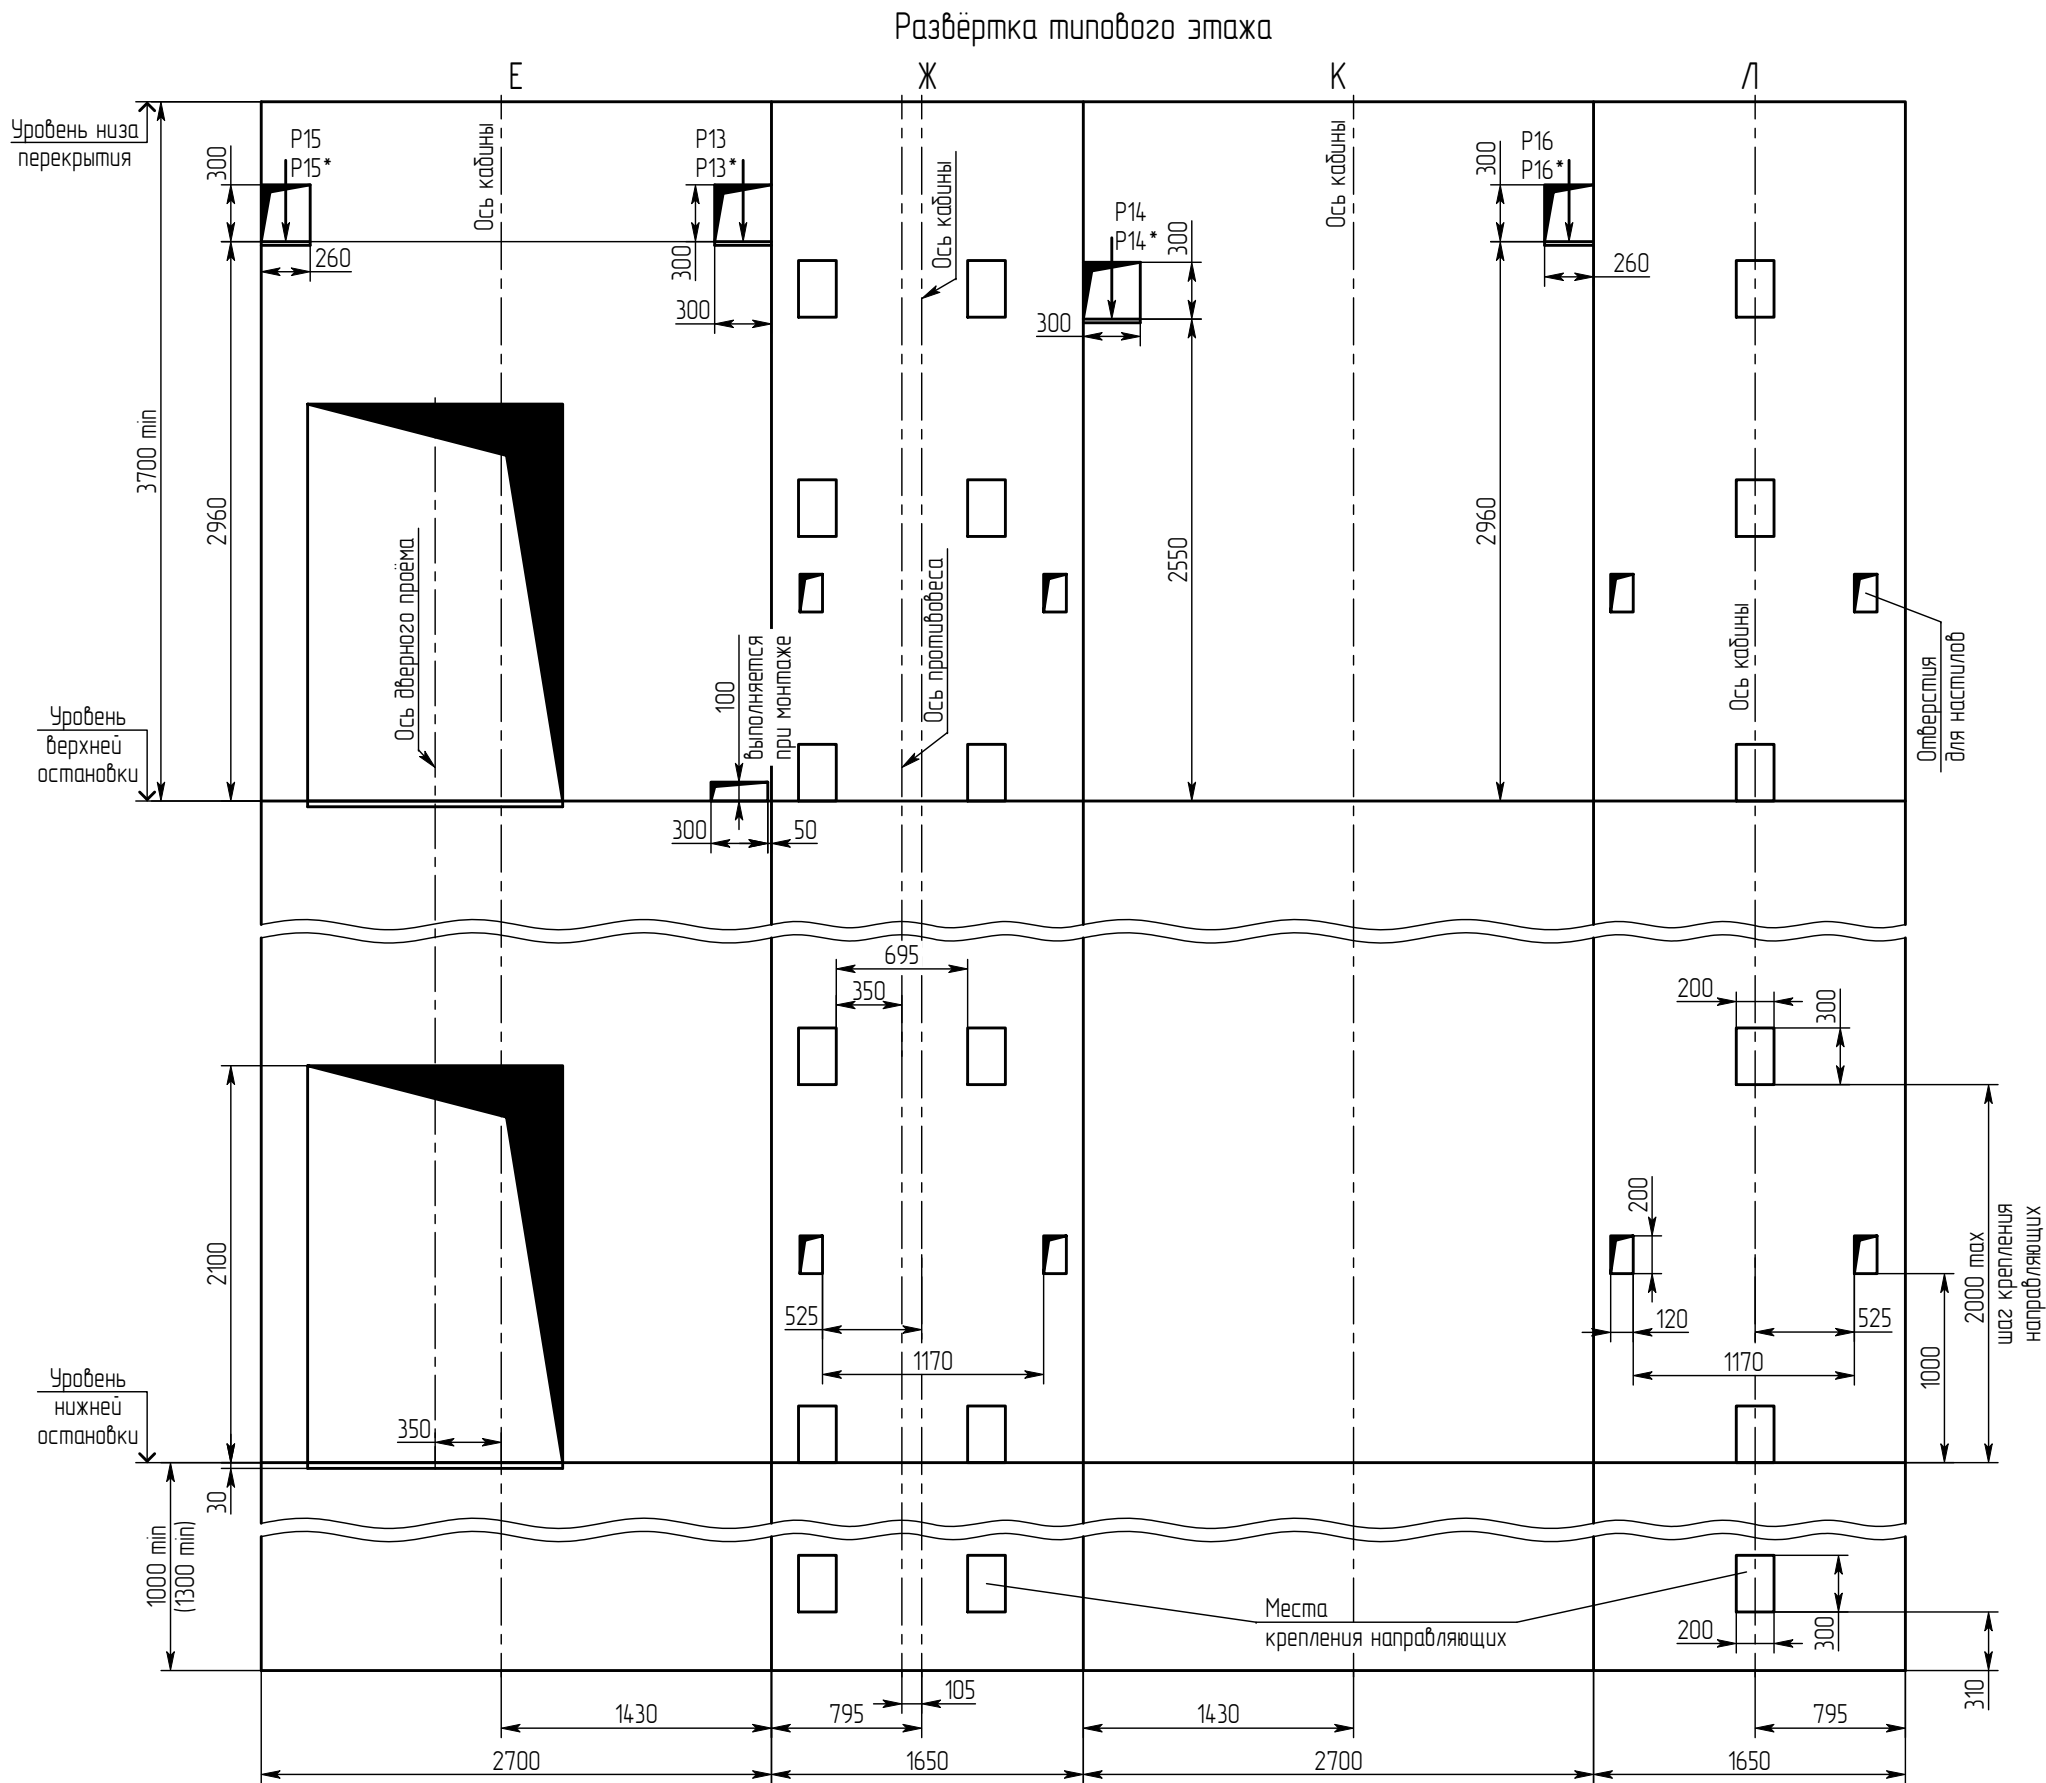 Развёртка типового этажа
Е
Ж
К
Л
Уровень низа
перекрытия
Р15
Р15*
Ось кабины
Р13
Р13*
Ось кабины
Р14
Р14*
Ось кабины
Р16
Р16*
300
260
300
300
300
300
300
260
3700 min
2960
2550
2960
Ось дверного проёма
100
выполняется
при монтаже
Ось противовеса
Ось кабины
Отверстия
для настилов
Уровень
верхней
остановки
300
50
695
350
200
300
2100
200
525
1170
120
525
1170
1000
2000 max
шаг крепления
направляющих
Уровень
нижней
остановки
350
30
1000 min
(1300 min)
Места
крепления направляющих
200
300
310
105
1430
795
1430
795
2700
1650
2700
1650